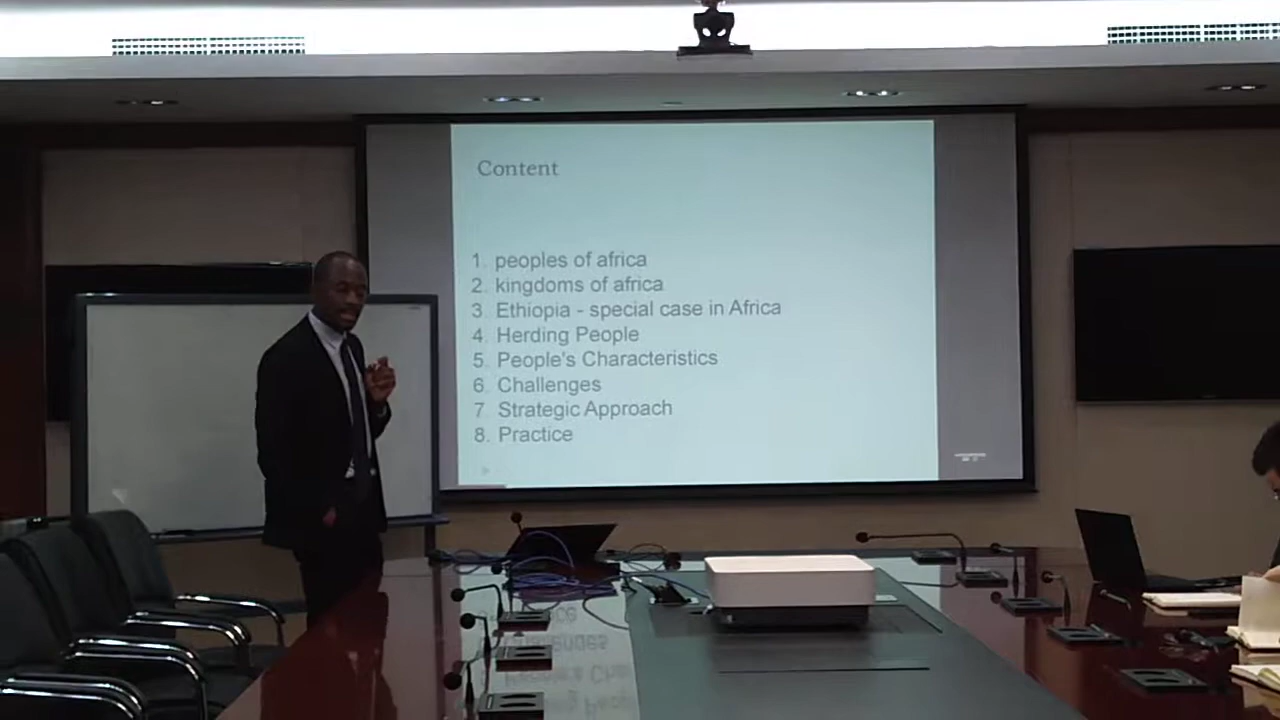 Content
1. peoples of africa
2. kingdoms of africa
3. Ethiopia - special case in Africa
4. Herding People
5. People's Characteristics
6. Challenges
7. Strategic Approach
8. Practice